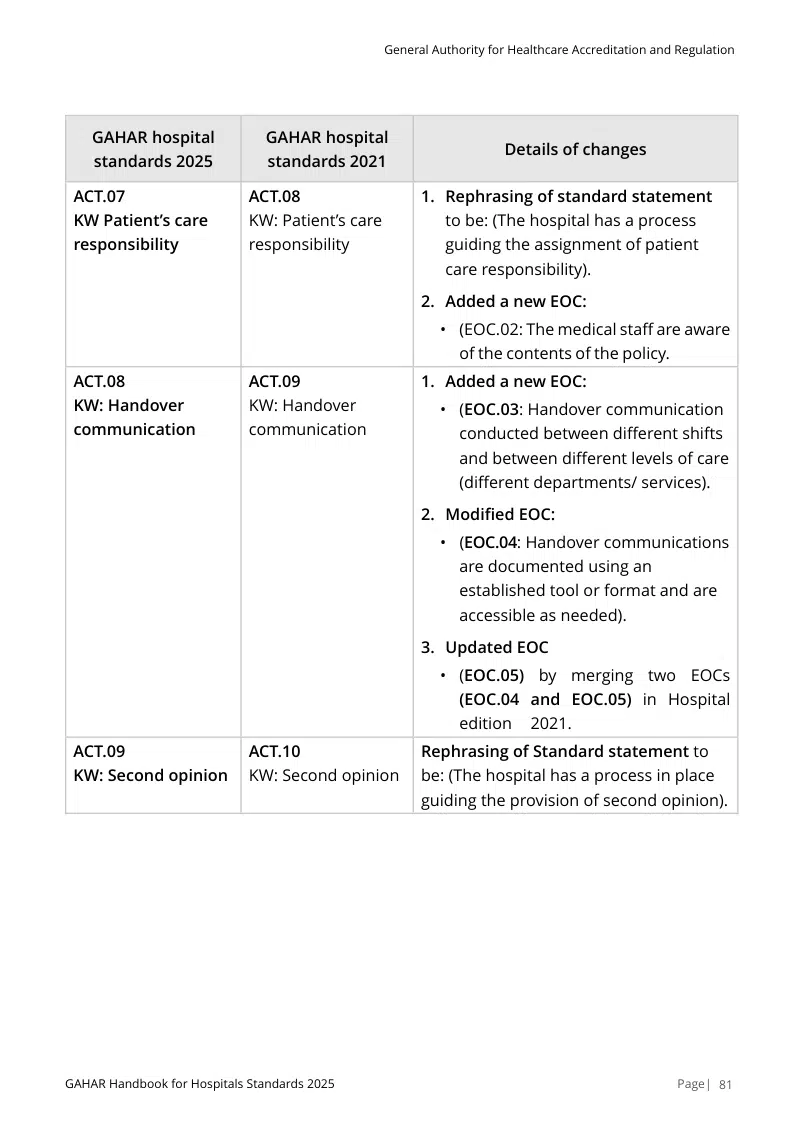 General Authority for Healthcare Accreditation and Regulation
GAHAR hospital
standards 2025
GAHAR hospital
standards 2021
Details of changes
ACT.07
KW Patient’s care
responsibility
ACT.08
KW: Patient’s care
responsibility
1. Rephrasing of standard statement
to be: (The hospital has a process
guiding the assignment of patient
care responsibility).
2. Added a new EOC:
• (EOC.02: The medical staff are aware
of the contents of the policy.
ACT.08
KW: Handover
communication
ACT.09
KW: Handover
communication
1. Added a new EOC:
• (EOC.03: Handover communication
conducted between different shifts
and between different levels of care
(different departments/ services).
2. Modified EOC:
• (EOC.04: Handover communications
are documented using an
established tool or format and are
accessible as needed).
3. Updated EOC
• (EOC.05) by merging two EOCs
(EOC.04 and EOC.05) in Hospital
edition 2021.
ACT.09
KW: Second opinion
ACT.10
KW: Second opinion
Rephrasing of Standard statement to
be: (The hospital has a process in place
guiding the provision of second opinion).
GAHAR Handbook for Hospitals Standards 2025
Page| 81